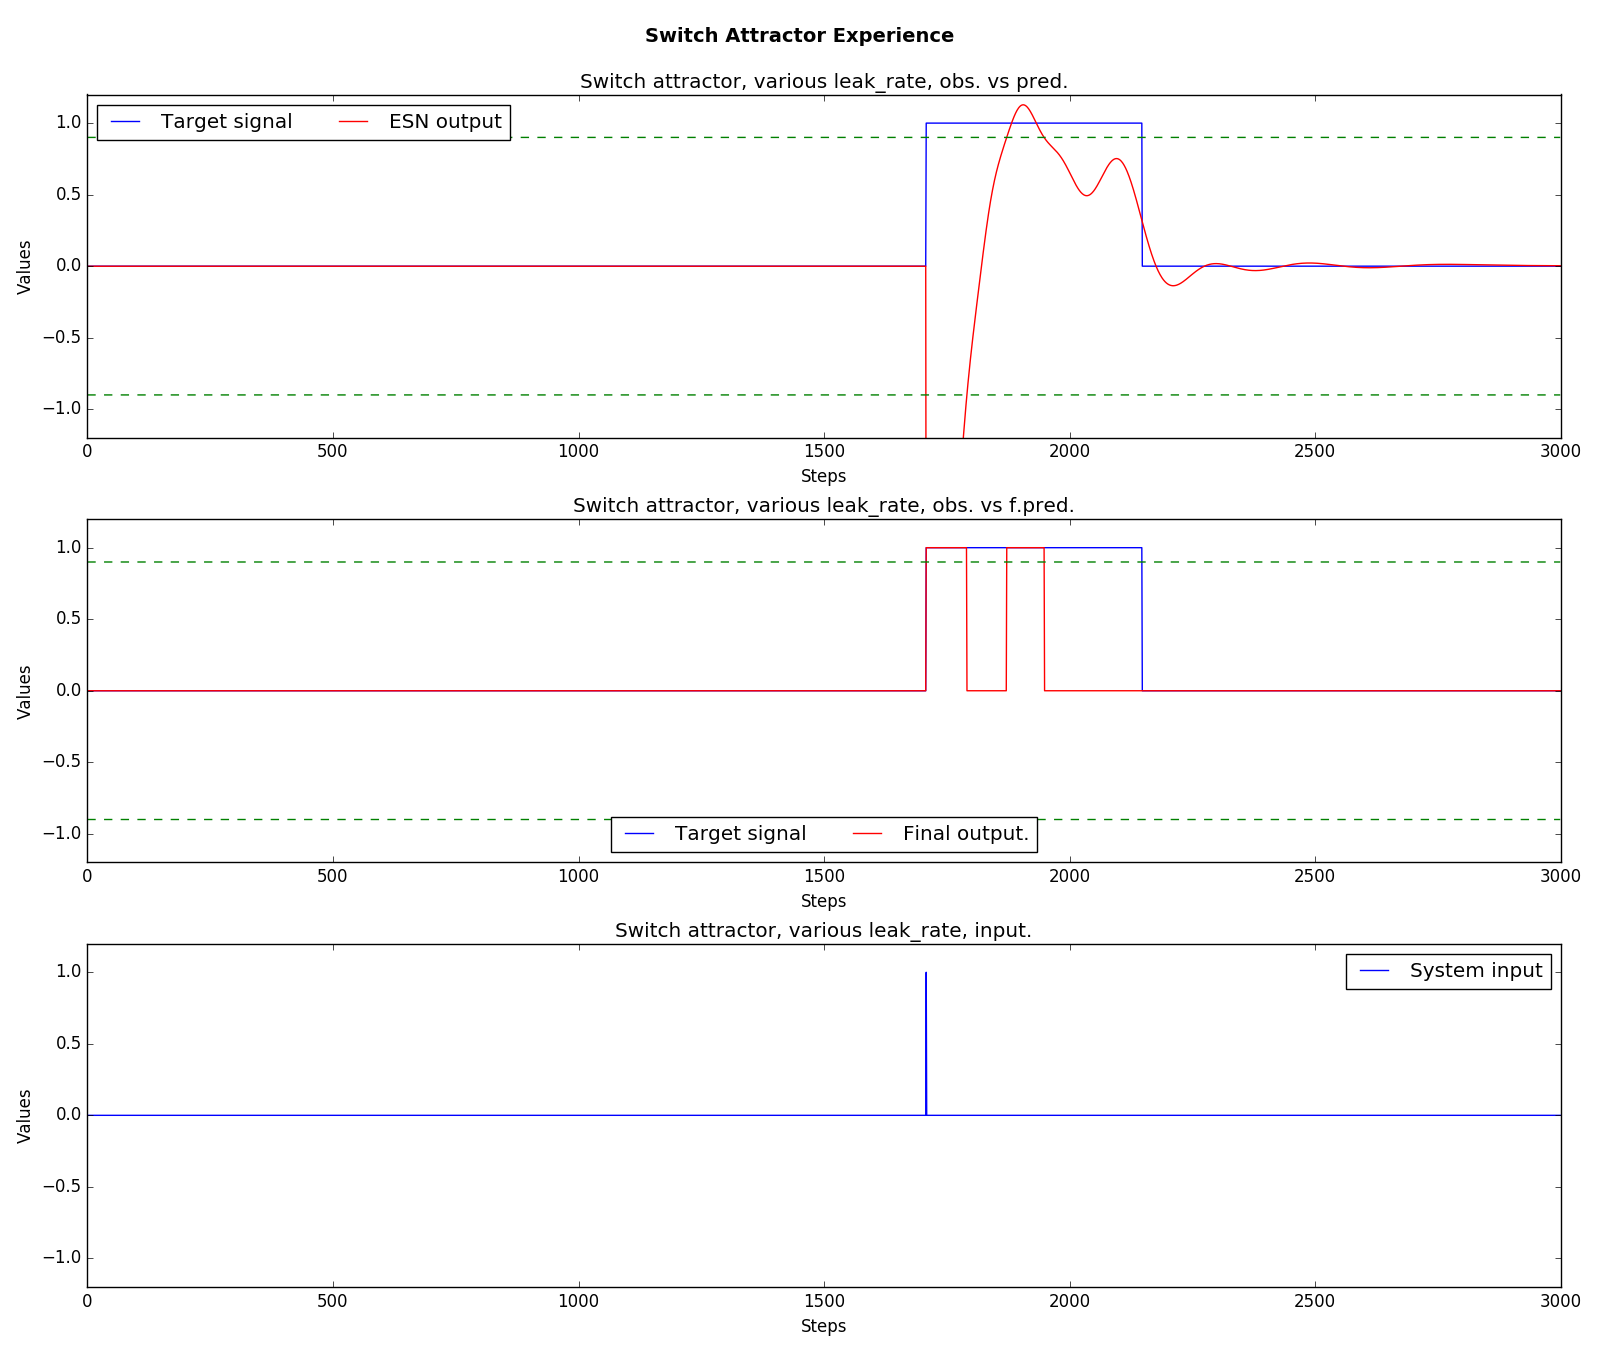 Switch Attractor Experience
Switch attractor, various leak_rate, obs. vs pred.
Target signal ESN output
1.0
0.5
0.0
−0.5
−1.0
Values
0 500 1000 1500 2000 2500 3000
Steps
Switch attractor, various leak_rate, obs. vs f.pred.
1.0
0.5
0.0
−0.5
−1.0
Values
Target signal Final output.
0 500 1000 1500 2000 2500 3000
Steps
Switch attractor, various leak_rate, input.
System input
1.0
0.5
0.0
−0.5
−1.0
Values
0 500 1000 1500 2000 2500 3000
Steps